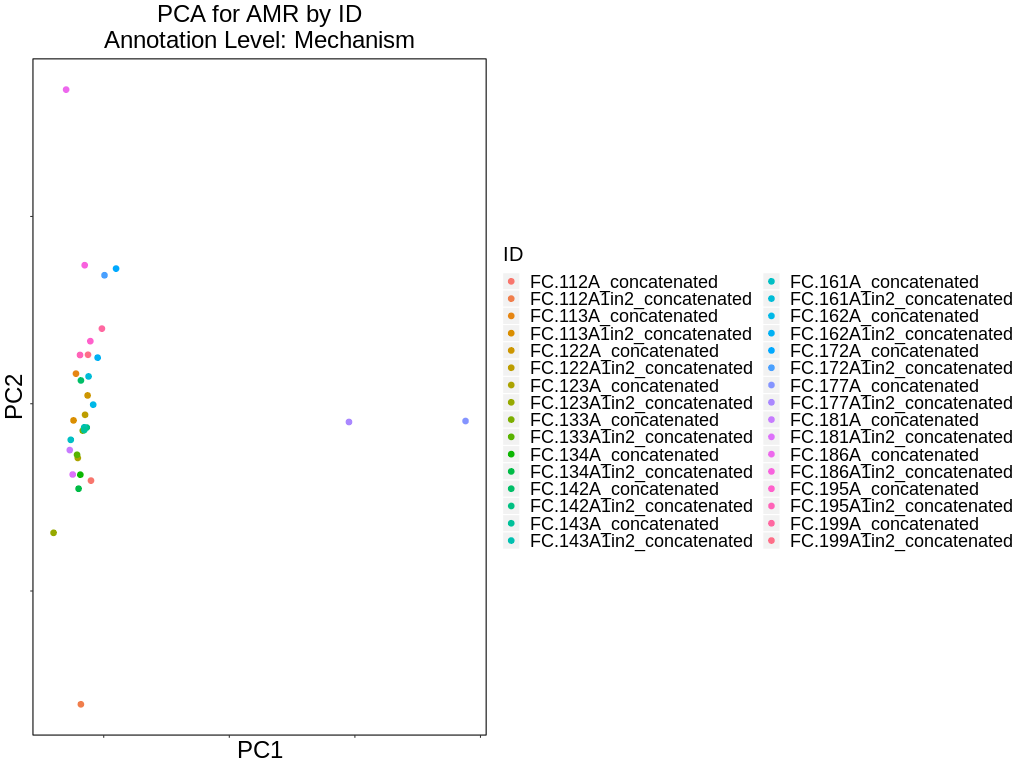 PCA for AMR by ID
Annotation Level: Mechanism
PC2
PC1
ID
FC.112A_concatenated
FC.112A1in2_concatenated
FC.113A_concatenated
FC.113A1in2_concatenated
FC.122A_concatenated
FC.122A1in2_concatenated
FC.123A_concatenated
FC.123A1in2_concatenated
FC.133A_concatenated
FC.133A1in2_concatenated
FC.134A_concatenated
FC.134A1in2_concatenated
FC.142A_concatenated
FC.142A1in2_concatenated
FC.143A_concatenated
FC.143A1in2_concatenated
FC.161A_concatenated
FC.161A1in2_concatenated
FC.162A_concatenated
FC.162A1in2_concatenated
FC.172A_concatenated
FC.172A1in2_concatenated
FC.177A_concatenated
FC.177A1in2_concatenated
FC.181A_concatenated
FC.181A1in2_concatenated
FC.186A_concatenated
FC.186A1in2_concatenated
FC.195A_concatenated
FC.195A1in2_concatenated
FC.199A_concatenated
FC.199A1in2_concatenated